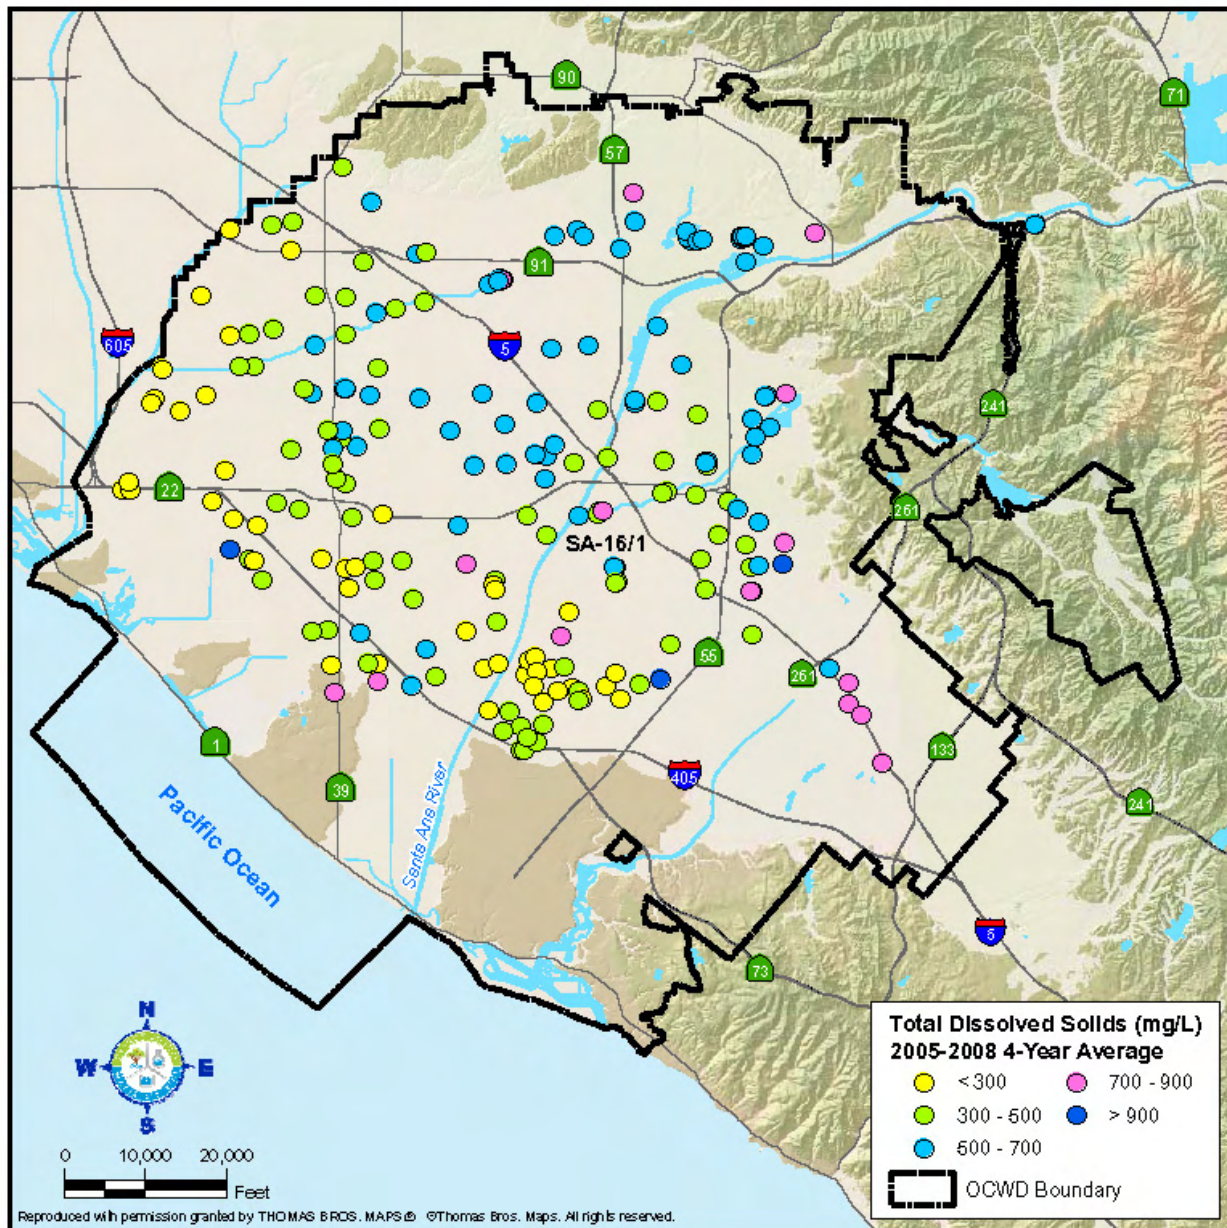 90
71
57
91
605
5
241
22
261
SA-16/1
55
261
1
133
39
405
241
Pacific Ocean
Santa Ana River
5
73
N
W E
S
0 10,000 20,000
Feet
Total Dissolved Solids (mg/L)
2005-2008 4-Year Average
< 300
700 - 900
300 - 500
> 900
500 - 700
OCWD Boundary
Reproduced with permission granted by THOMAS BROS. MAPS® ©Thomas Bros. Maps. All rights reserved.